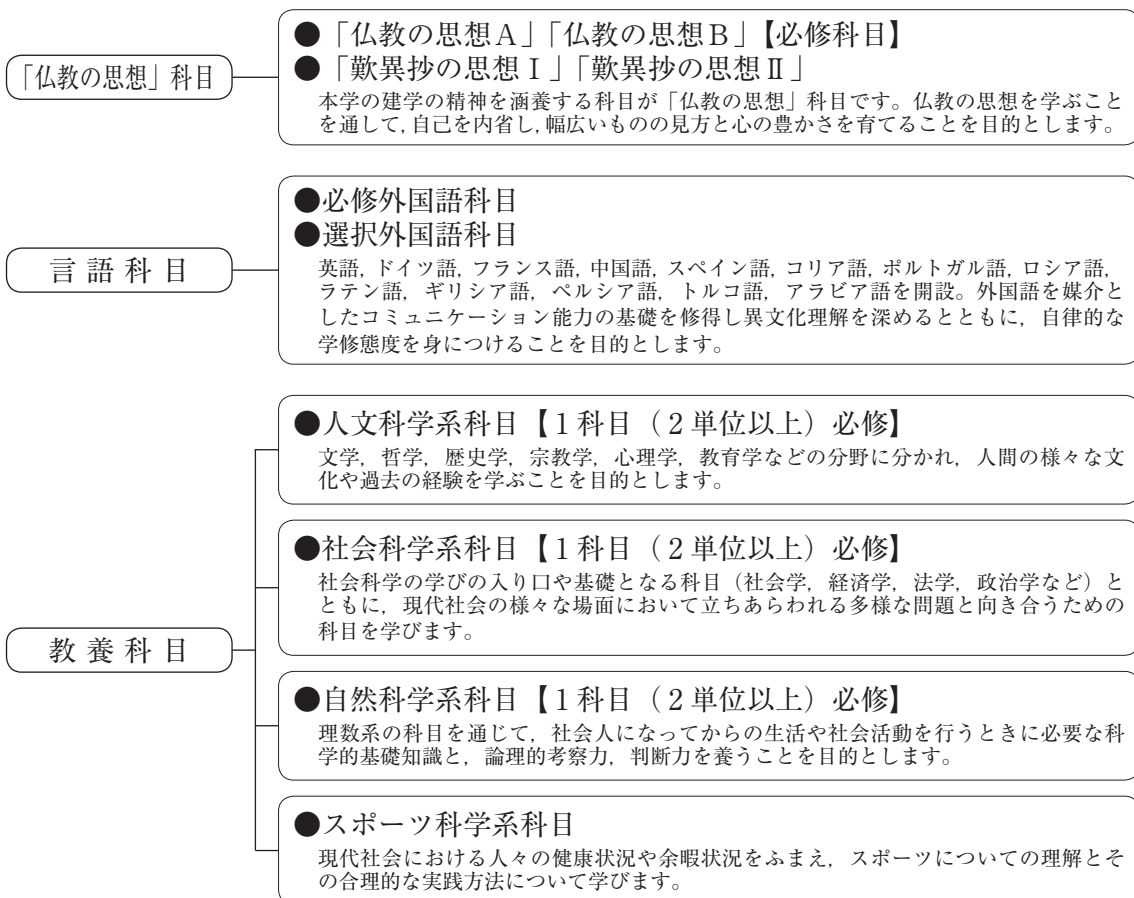 「仏教の思想」科目
●「仏教の思想Ａ」「仏教の思想Ｂ」【必修科目】
●「歎異抄の思想Ⅰ」「歎異抄の思想Ⅱ」
本学の建学の精神を涵養する科目が「仏教の思想」科目です。仏教の思想を学ぶこと
を通して，自己を内省し，幅広いものの見方と心の豊かさを育てることを目的とします。
言語科目
●必修外国語科目
●選択外国語科目
英語，ドイツ語，フランス語，中国語，スペイン語，コリア語，ポルトガル語，ロシア語，
ラテン語，ギリシア語，ペルシア語，トルコ語，アラビア語を開設。外国語を媒介と
したコミュニケーション能力の基礎を修得し異文化理解を深めるとともに，自律的な
学修態度を身につけることを目的とします。
教養科目
●人文科学系科目【１科目（２単位以上）必修】
文学，哲学，歴史学，宗教学，心理学，教育学などの分野に分かれ，人間の様々な文
化や過去の経験を学ぶことを目的とします。
●社会科学系科目【１科目（２単位以上）必修】
社会科学の学びの入り口や基礎となる科目（社会学，経済学，法学，政治学など）と
ともに，現代社会の様々な場面において立ちあらわれる多様な問題と向き合うための
科目を学びます。
●自然科学系科目【１科目（２単位以上）必修】
理数系の科目を通じて，社会人になってからの生活や社会活動を行うときに必要な科
学的基礎知識と，論理的考察力，判断力を養うことを目的とします。
●スポーツ科学系科目
現代社会における人々の健康状況や余暇状況をふまえ，スポーツについての理解とそ
の合理的な実践方法について学びます。